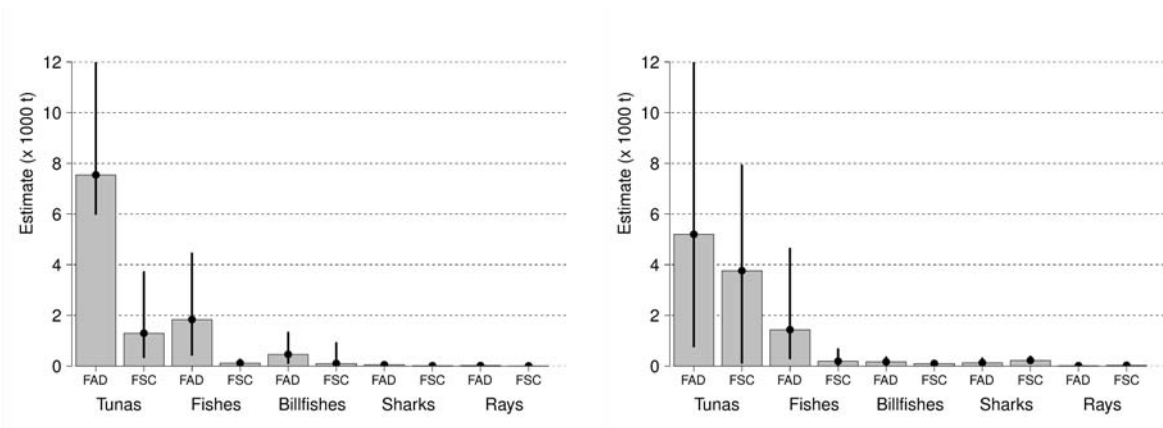 12
10
8
6
4
2
0
Estimate (x 1000 t)
FAD FSC FAD FSC FAD FSC FAD FSC FAD FSC
Tunas Fishes Billfishes Sharks Rays
12
10
8
6
4
2
0
Estimate (x 1000 t)
FAD FSC FAD FSC FAD FSC FAD FSC FAD FSC
Tunas Fishes Billfishes Sharks Rays